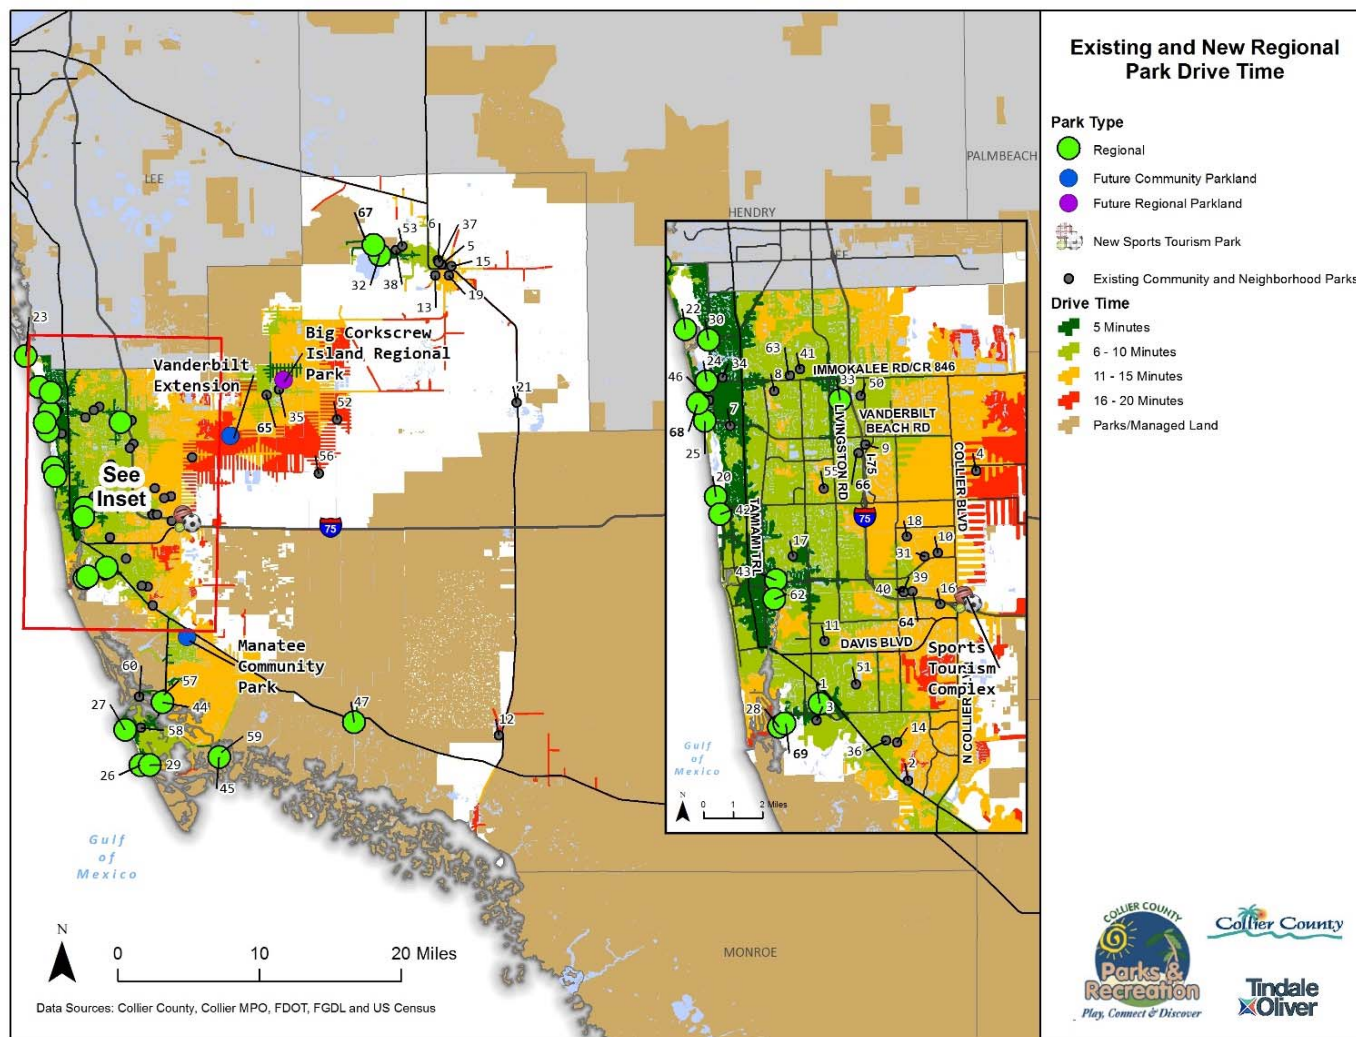 Existing and New Regional
Park Drive Time
Park Type
Regional
Future Community Parkland
Future Regional Parkland
New Sports Tourism Park
Existing Community and Neighborhood Parks
Drive Time
5 Minutes
6 - 10 Minutes
11 - 15 Minutes
16 - 20 Minutes
Parks/Managed Land
LEE
HENDRY
PALMBEACH
MONROE
67
53
6
37
5
15
19
13
38
32
23
Big Corkscrew
Island Regional
Park
Vanderbilt
Extension
35
65
52
56
21
See
Inset
75
Manatee
Community
Park
60
57
44
27
58
26
29
59
45
47
12
Gulf
of
Mexico
N
0 10 20 Miles
Data Sources: Collier County, Collier MPO, FDOT, FGDL and US Census
LEE
22
30
24
34
46
63
41
8
IMMOKALEE RD/CR 846
33
50
68
7
25
VANDERBILT
BEACH RD
LIVINGSTON RD
I-75
9
66
COLLIER BLVD
4
55
20
42
TAMIAMI TRL
75
18
10
31
17
43
62
39
40
16
64
11
DAVIS BLVD
Sports
Tourism
Complex
51
1
3
28
69
36
14
2
N COLLIER
Gulf
of
Mexico
N
0 1 2 Miles
COLLIER COUNTY
Parks &
Recreation
Play, Connect & Discover
Collier County
Tindale
Oliver